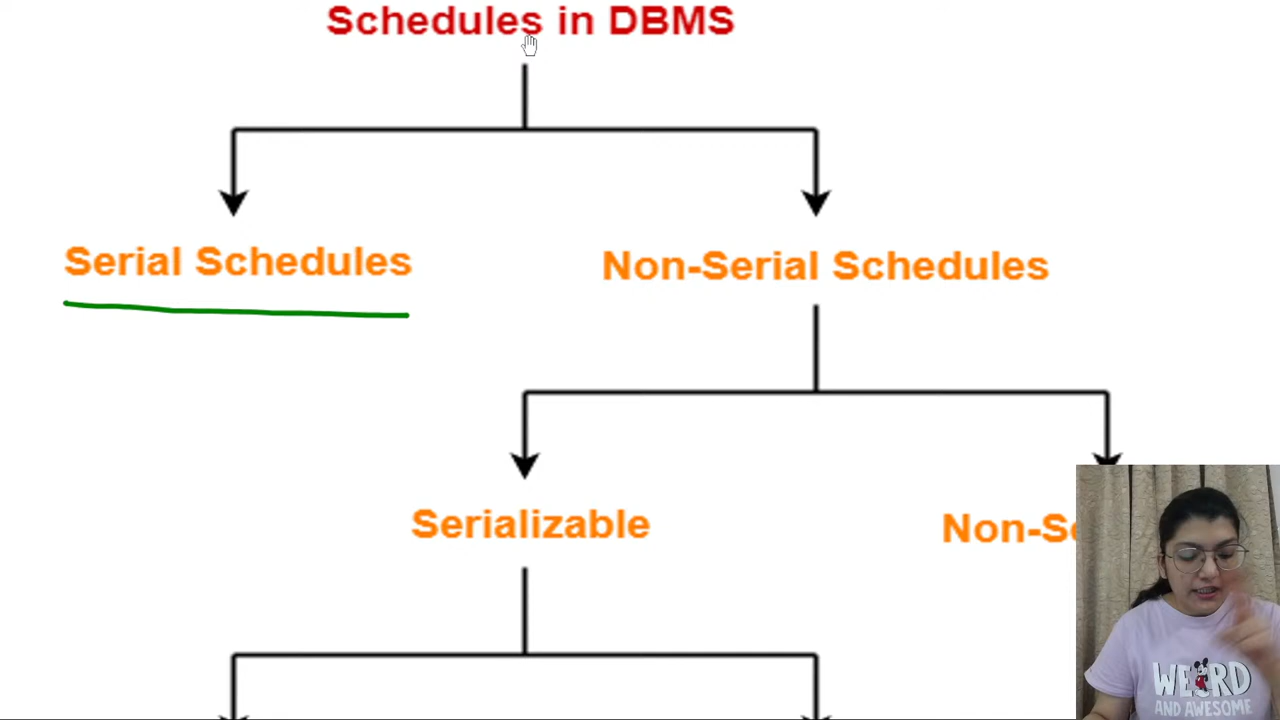 Schedules in DBMS
Serial Schedules
Non-Serial Schedules
Serializable
WEIRD
AND AWESOME